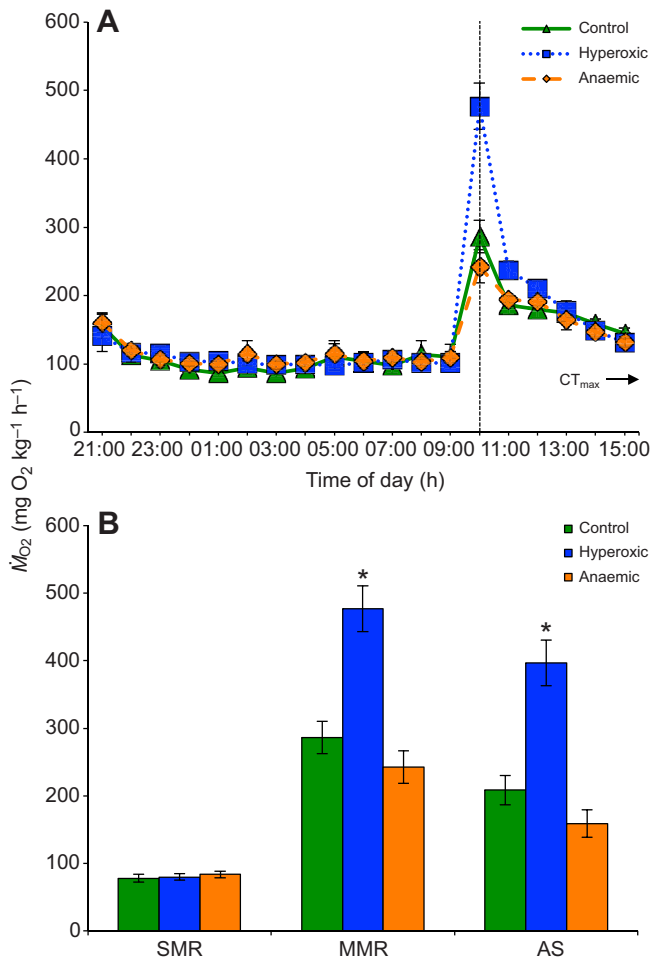 A
600
500
400
300
200
100
0
Control
Hyperoxic
Anaemic
CTmax
21:00 23:00 01:00 03:00 05:00 07:00 09:00 11:00 13:00 15:00
Time of day (h)
ṀO2 (mg O2 kg–1 h–1)
B
600
500
400
300
200
100
0
Control
Hyperoxic
Anaemic
*
*
SMR MMR AS